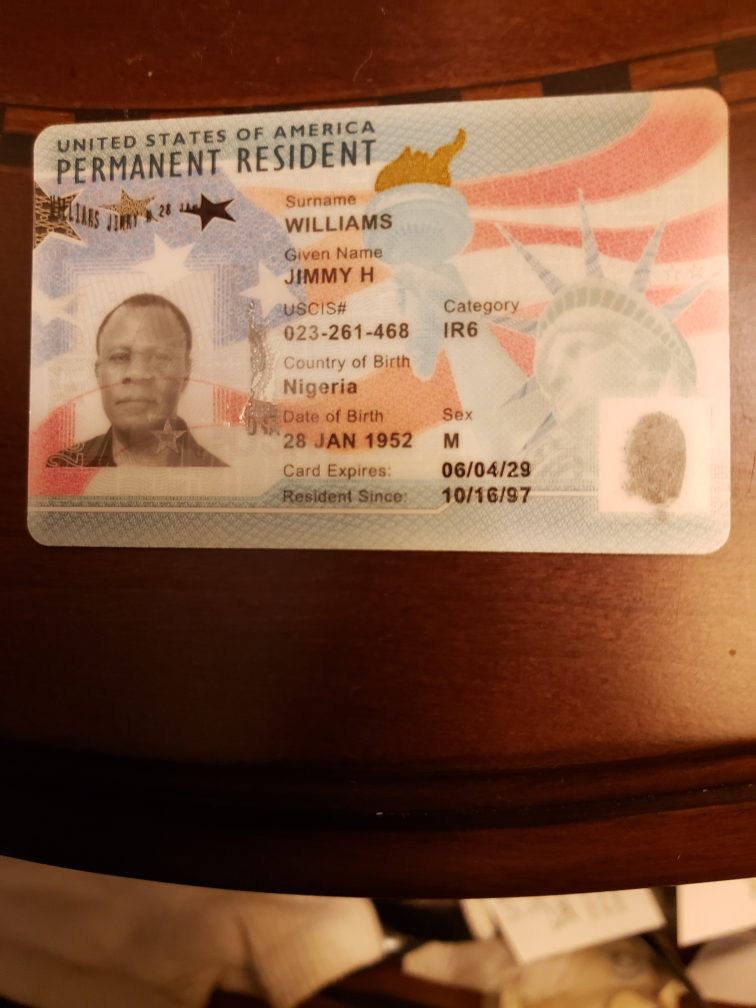 UNITED STATES OF AMERICA
PERMANENT RESIDENT
WILLIAMS JIMMY H 28 JAN
Surname
WILLIAMS
Given Name
JIMMY H
USCIS# Category
023-261-468 IR6
Country of Birth
Nigeria
USA
Date of Birth Sex
28 JAN 1952 M
Card Expires: 06/04/29
Resident Since: 10/16/97